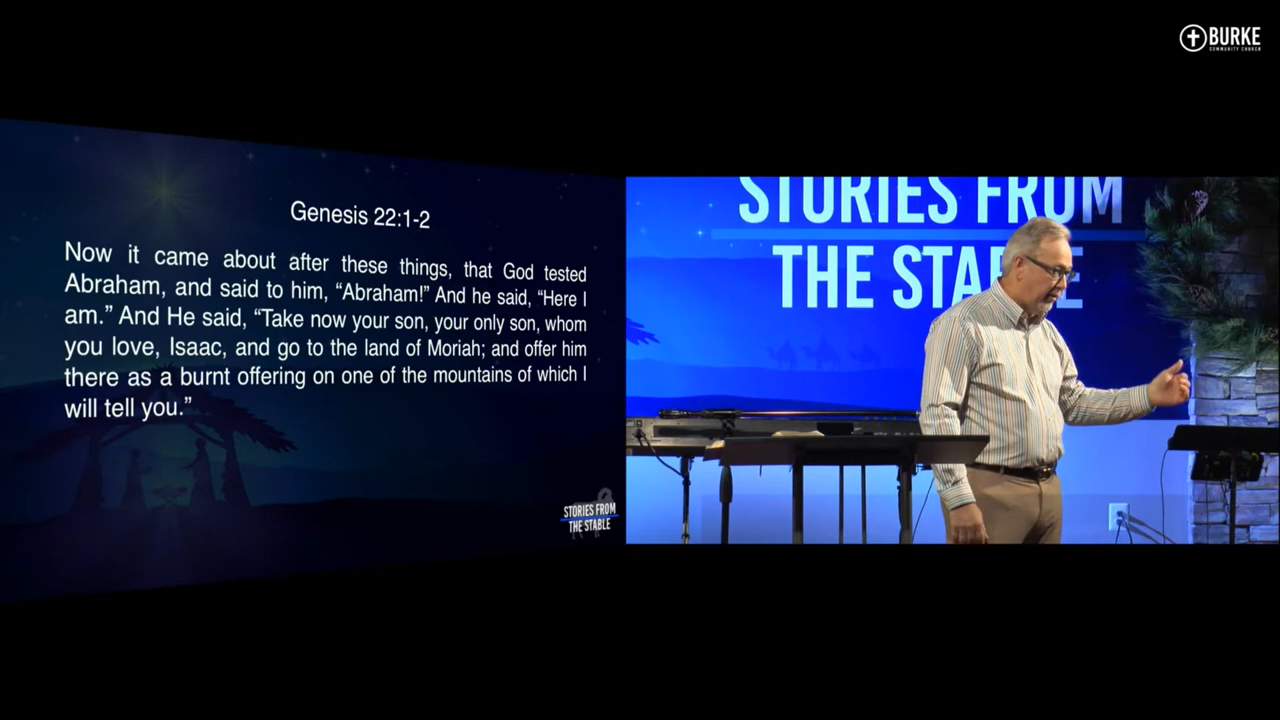 BURKE
COMMUNITY CHURCH
Genesis 22:1-2
Now it came about after these things, that God tested
Abraham, and said to him, “Abraham!” And he said, “Here I
am.” And He said, “Take now your son, your only son, whom
you love, Isaac, and go to the land of Moriah; and offer him
there as a burnt offering on one of the mountains of which I
will tell you.”
STORIES FROM
THE STABLE
STORIES FROM
THE STABLE